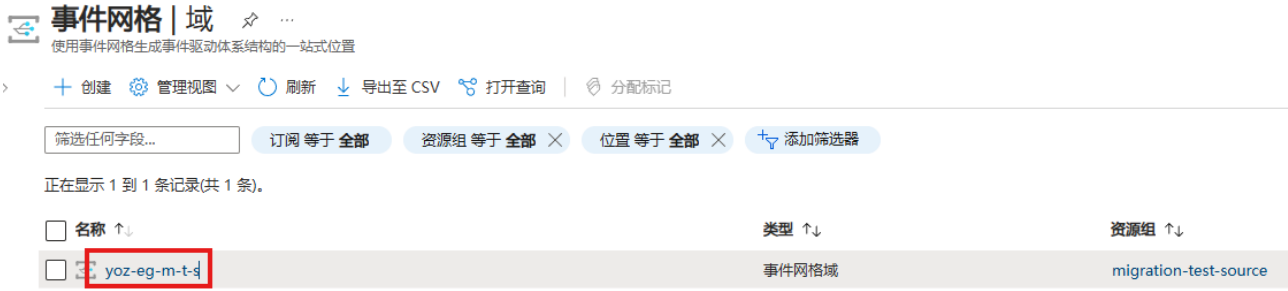 事件网格 | 域 ...
使用事件网格生成事件驱动体系结构的一站式位置
创建 管理视图 刷新 导出至 CSV 打开查询 分配标记
筛选任何字段... 订阅 等于 全部 资源组 等于 全部 位置 等于 全部 添加筛选器
正在显示 1 到 1 条记录(共 1 条)。
名称 ↑↓ 类型 ↑↓ 资源组 ↑↓
yoz-eg-m-t-s 事件网格域 migration-test-source